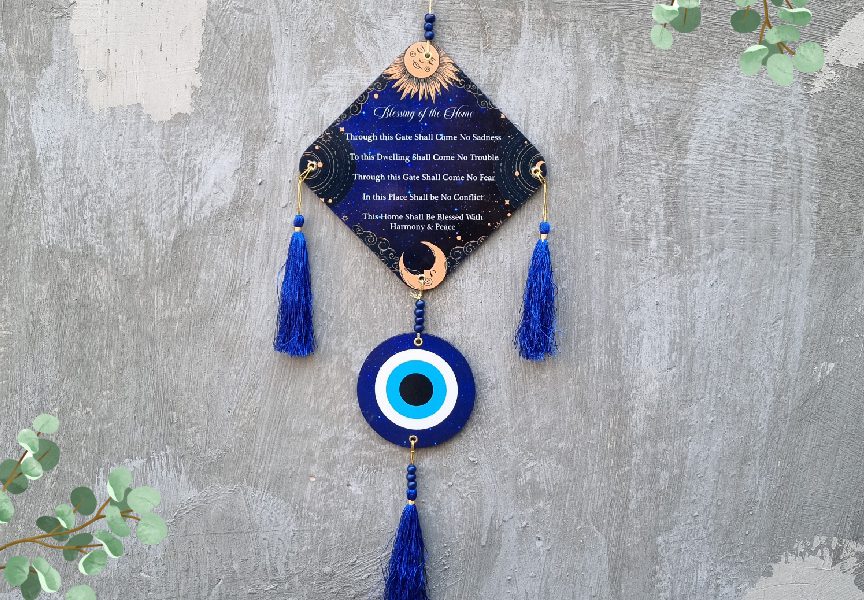 Blessing of the Home
Through this Gate Shall Come No Sadness
To this Dwelling Shall Come No Trouble
Through this Gate Shall Come No Fear
In this Place Shall be No Conflict
This Home Shall Be Blessed With
Harmony & Peace